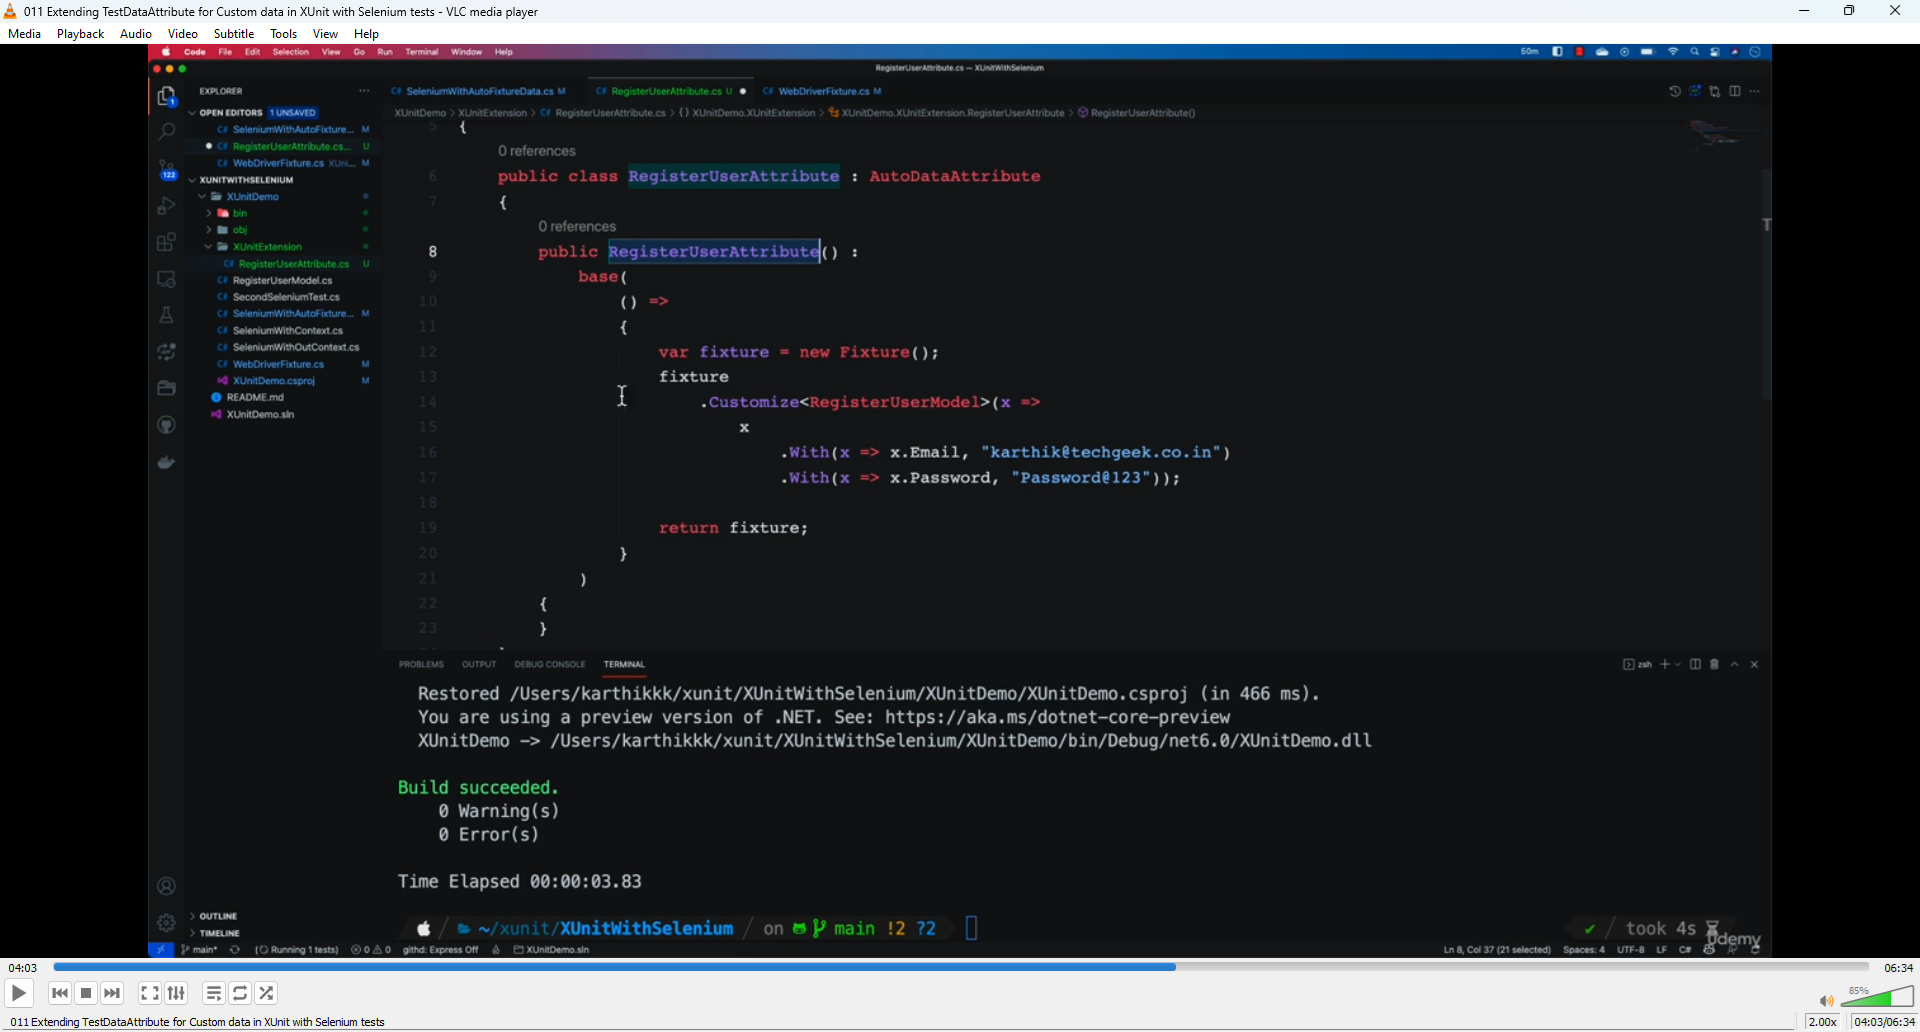 011 Extending TestDataAttribute for Custom data in XUnit with Selenium tests - VLC media player
Media Playback Audio Video Subtitle Tools View Help
Code File Edit Selection View Go Run Terminal Window Help 50m
RegisterUserAttribute.cs — XUnitWithSelenium
EXPLORER ···
C# SeleniumWithAutoFixtureData.cs M C# RegisterUserAttribute.cs U C# WebDriverFixture.cs M
OPEN EDITORS 1 UNSAVED
XUnitDemo > XUnitExtension > C# RegisterUserAttribute.cs > {} XUnitDemo.XUnitExtension > XUnitDemo.XUnitExtension.RegisterUserAttribute > RegisterUserAttribute()
C# SeleniumWithAutoFixture... M
C# RegisterUserAttribute.cs... U
C# WebDriverFixture.cs XUni... M
XUNITWITHSELENIUM
XUnitDemo
bin
obj
XUnitExtension
C# RegisterUserAttribute.cs U
C# RegisterUserModel.cs
C# SecondSeleniumTest.cs
C# SeleniumWithAutoFixture... M
C# SeleniumWithContext.cs
C# SeleniumWithOutContext.cs
C# WebDriverFixture.cs M
XUnitDemo.csproj M
README.md
XUnitDemo.sln
1
122
5 {
0 references
6 public class RegisterUserAttribute : AutoDataAttribute
7 {
0 references
8 public RegisterUserAttribute() :
9 base(
10 () =>
11 {
12 var fixture = new Fixture();
13 fixture
14 .Customize<RegisterUserModel>(x =>
15 x
16 .With(x => x.Email, "karthik@techgeek.co.in")
17 .With(x => x.Password, "Password@123"));
18
19 return fixture;
20 }
21 )
22 {
23 }
PROBLEMS OUTPUT DEBUG CONSOLE TERMINAL zsh
Restored /Users/karthikkk/xunit/XUnitWithSelenium/XUnitDemo/XUnitDemo.csproj (in 466 ms).
You are using a preview version of .NET. See: https://aka.ms/dotnet-core-preview
XUnitDemo -> /Users/karthikkk/xunit/XUnitWithSelenium/XUnitDemo/bin/Debug/net6.0/XUnitDemo.dll
Build succeeded.
0 Warning(s)
0 Error(s)
Time Elapsed 00:00:03.83
OUTLINE
TIMELINE
~/xunit/XUnitWithSelenium on main !2 ?2 ✔ took 4s
Udemy
main* Running 1 tests) 0 0 githd: Express Off XUnitDemo.sln Ln 8, Col 37 (21 selected) Spaces: 4 UTF-8 LF C#
04:03 06:34
85%
011 Extending TestDataAttribute for Custom data in XUnit with Selenium tests 2.00x 04:03/06:34